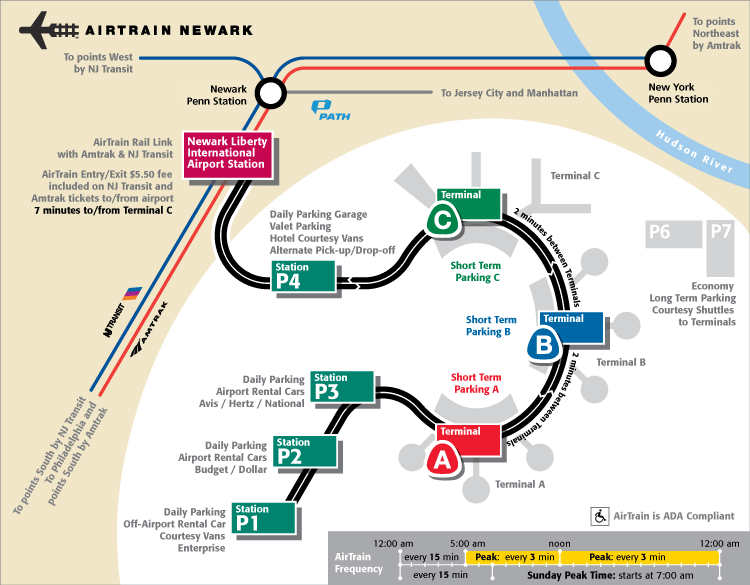 AIRTRAIN NEWARK
To points West
by NJ Transit
To points
Northeast
by Amtrak
Newark
Penn Station
New York
Penn Station
PATH
To Jersey City and Manhattan
Hudson River
AirTrain Rail Link
with Amtrak & NJ Transit
Newark Liberty
International
Airport Station
AirTrain Entry/Exit $5.50 fee
included on NJ Transit and
Amtrak tickets to/from airport
7 minutes to/from Terminal C
Daily Parking Garage
Valet Parking
Hotel Courtesy Vans
Alternate Pick-up/Drop-off
Station
P4
Terminal
C
Terminal C
2 minutes between Terminals
Short Term
Parking C
P6
P7
Economy
Long Term Parking
Courtesy Shuttles
to Terminals
NJ TRANSIT
AMTRAK
Short Term
Parking B
Terminal
B
Terminal B
2 minutes between Terminals
Daily Parking
Airport Rental Cars
Avis / Hertz / National
Station
P3
Short Term
Parking A
Terminal
A
Terminal A
Daily Parking
Airport Rental Cars
Budget / Dollar
Station
P2
To points South by NJ Transit
To Philadelphia and
points South by Amtrak
Daily Parking
Off-Airport Rental Car
Courtesy Vans
Enterprise
Station
P1
AirTrain is ADA Compliant
12:00 am 5:00 am noon 12:00 am
AirTrain
Frequency
every 15 min Peak: every 3 min Peak: every 3 min
every 15 min Sunday Peak Time: starts at 7:00 am